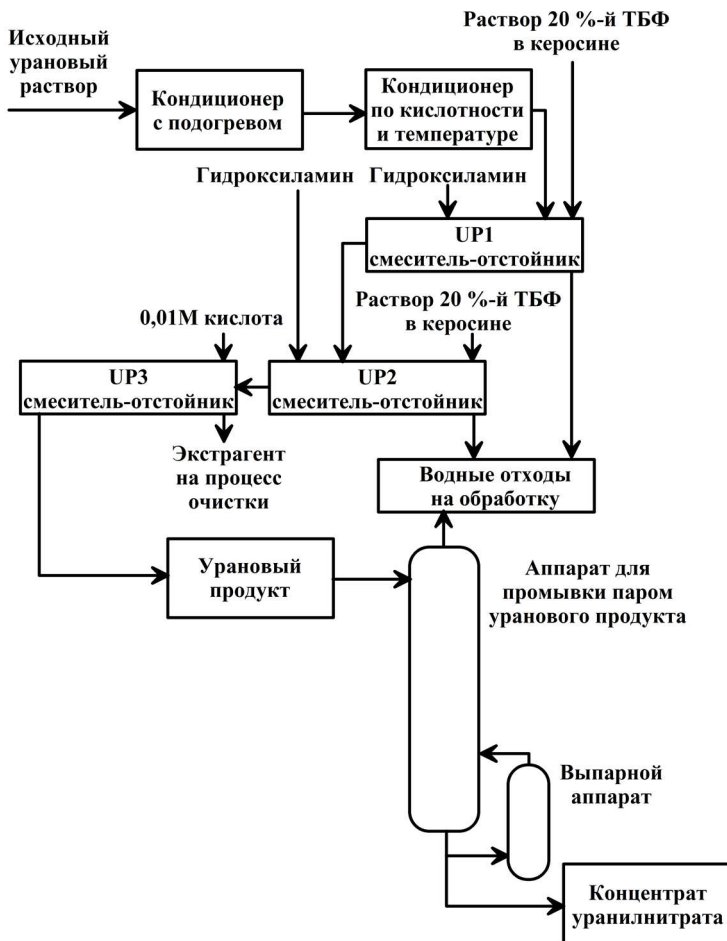 Исходный
урановый
раствор
Кондиционер
с подогревом
Кондиционер
по кислотности
и температуре
Раствор 20 %-й ТБФ
в керосине
Гидроксиламин
Гидроксиламин
UP1
смеситель-отстойник
Раствор 20 %-й ТБФ
в керосине
0,01М кислота
UP3
смеситель-отстойник
UP2
смеситель-отстойник
Экстрагент
на процесс
очистки
Водные отходы
на обработку
Урановый
продукт
Аппарат для
промывки паром
уранового продукта
Выпарной
аппарат
Концентрат
уранилнитрата